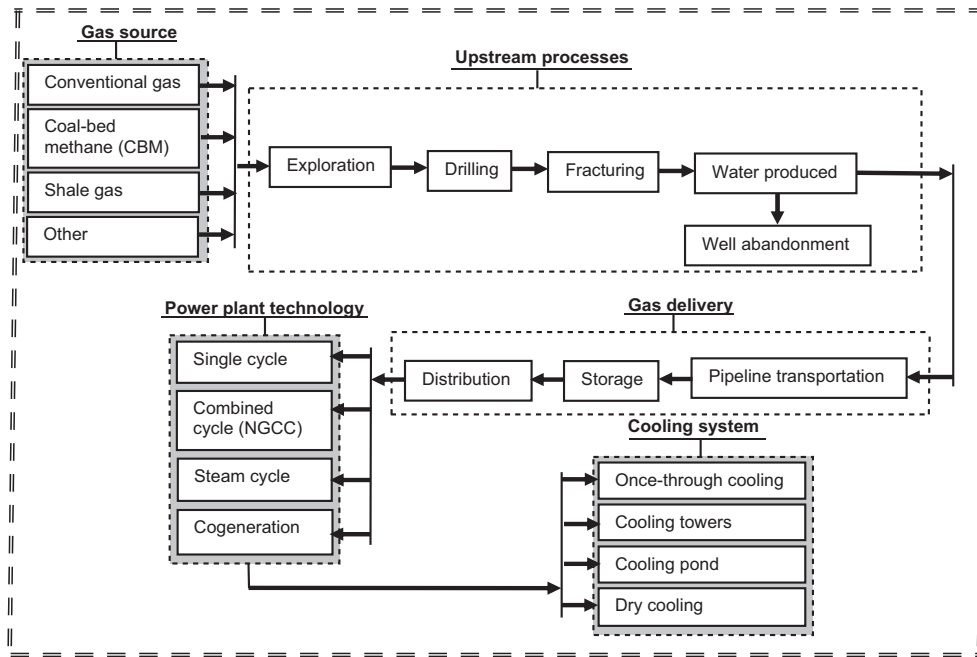 Gas source
Conventional gas
Coal-bed
methane (CBM)
Shale gas
Other
Upstream processes
Exploration
Drilling
Fracturing
Water produced
Well abandonment
Power plant technology
Single cycle
Combined
cycle (NGCC)
Steam cycle
Cogeneration
Gas delivery
Distribution
Storage
Pipeline transportation
Cooling system
Once-through cooling
Cooling towers
Cooling pond
Dry cooling